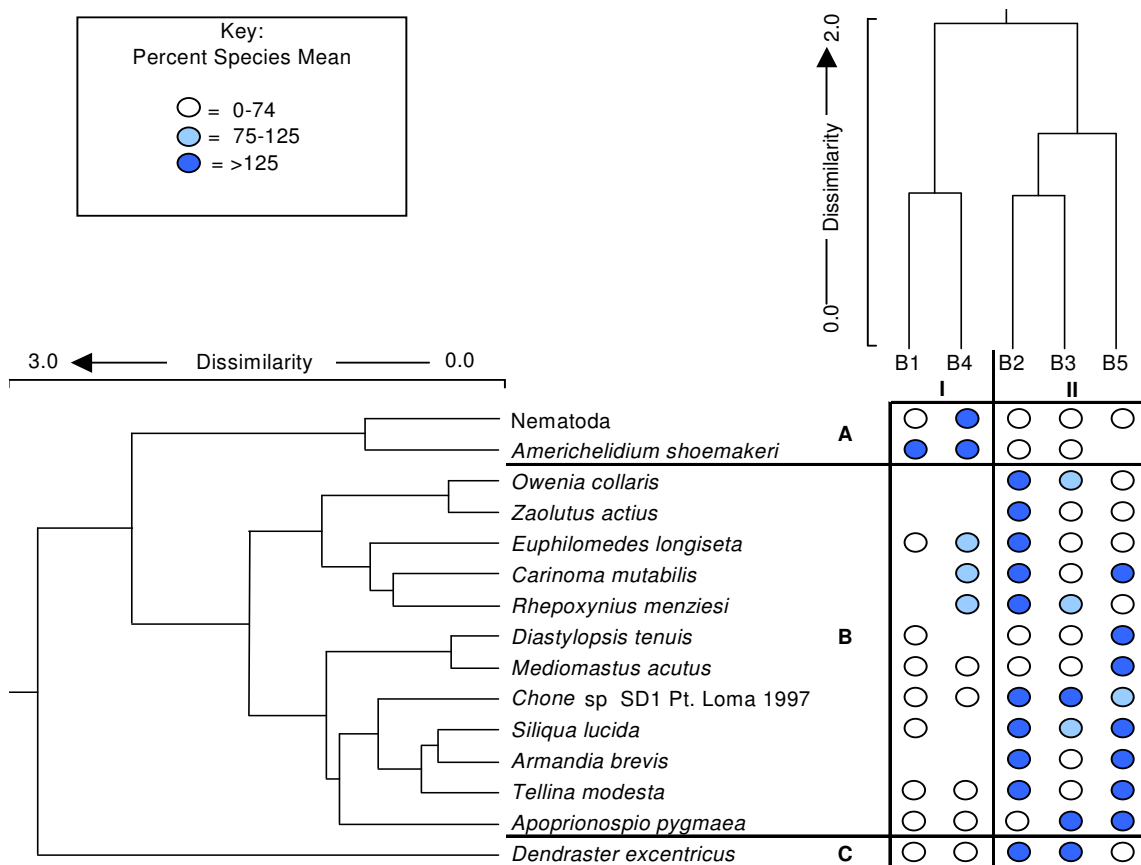 Key:
Percent Species Mean
= 0-74
= 75-125
= >125
2.0
Dissimilarity
0.0
3.0 Dissimilarity 0.0
B1 B4 B2 B3 B5
I II
Nematoda
A
Americhelidium shoemakeri
Owenia collaris
Zaolutus actius
Euphilomedes longiseta
Carinoma mutabilis
Rhepoxynius menziesi
Diastylopsis tenuis
B
Mediomastus acutus
Chone sp SD1 Pt. Loma 1997
Siliqua lucida
Armandia brevis
Tellina modesta
Apoprionospio pygmaea
Dendraster excentricus C